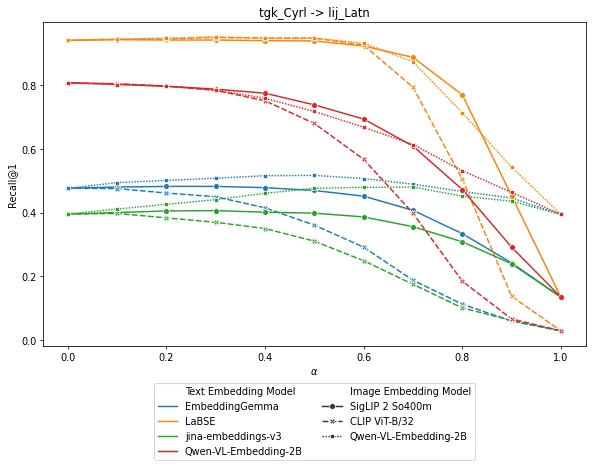 tgk_Cyrl -> lij_Latn
Recall@1
0.8
0.6
0.4
0.2
0.0
0.0 0.2 0.4 0.6 0.8 1.0
α
Text Embedding Model
EmbeddingGemma
LaBSE
jina-embeddings-v3
Qwen-VL-Embedding-2B
Image Embedding Model
SigLIP 2 So400m
CLIP ViT-B/32
Qwen-VL-Embedding-2B